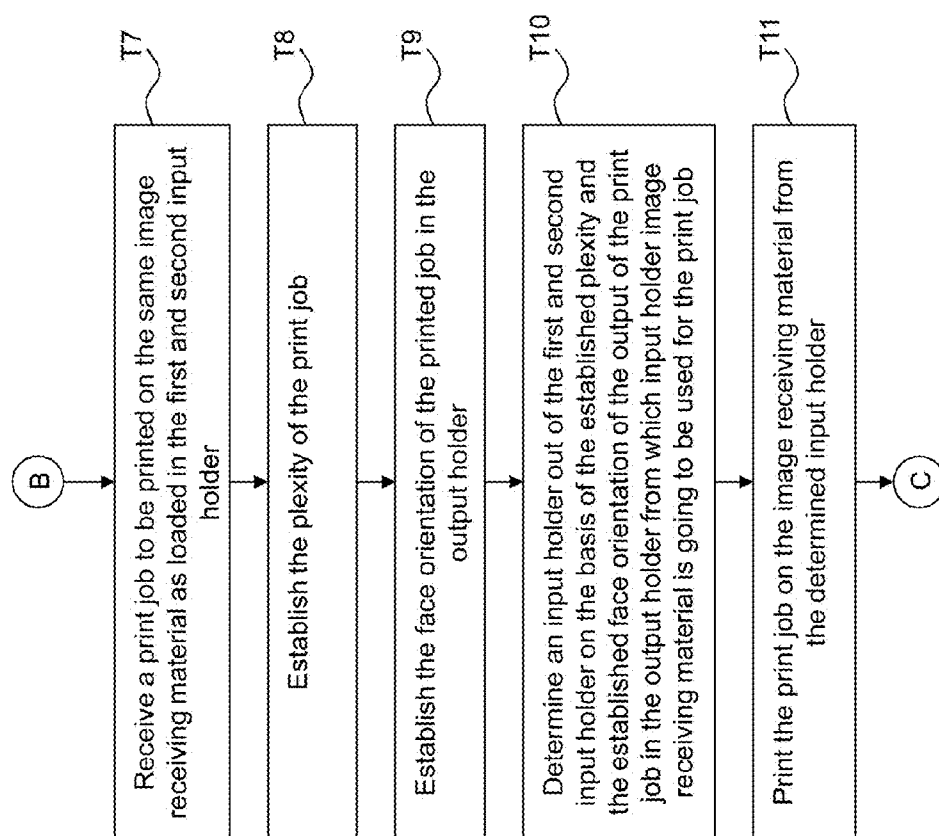 B
T7
Receive a print job to be printed on the same image
receiving material as loaded in the first and second input
holder
T8
Establish the plexity of the print job
T9
Establish the face orientation of the printed job in the
output holder
T10
Determine an input holder out of the first and second
input holder on the basis of the established plexity and
the established face orientation of the output of the print
job in the output holder from which input holder image
receiving material is going to be used for the print job
T11
Print the print job on the image receiving material from
the determined input holder
C